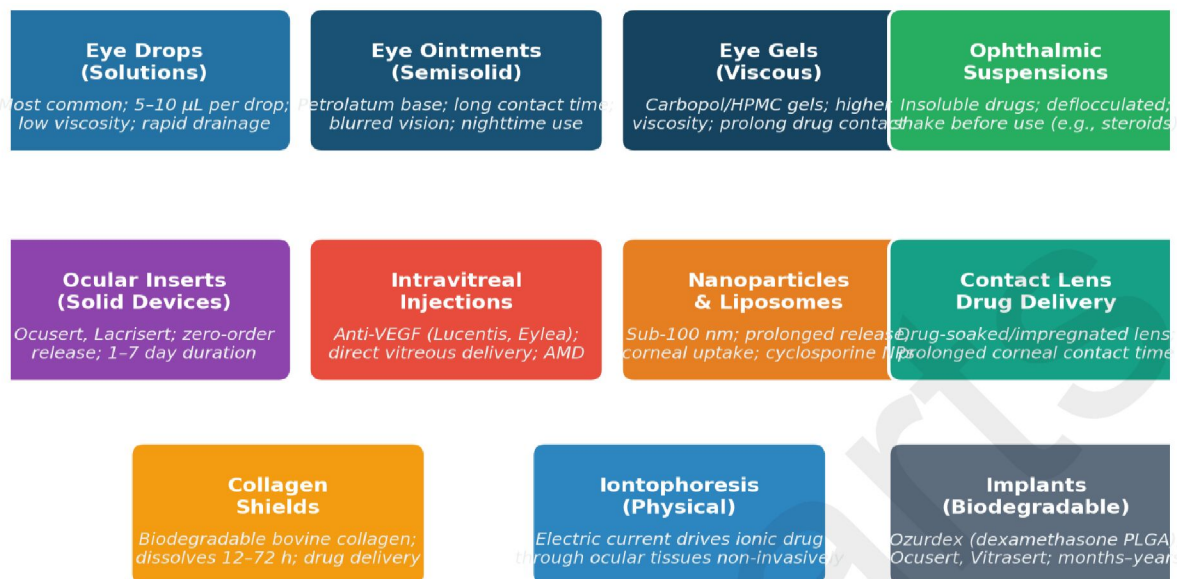 Eye Drops
(Solutions)
Most common; 5–10 µL per drop;
low viscosity; rapid drainage
Eye Ointments
(Semisolid)
Petrolatum base; long contact time;
blurred vision; nighttime use
Eye Gels
(Viscous)
Carbopol/HPMC gels; higher
viscosity; prolong drug contact
Ophthalmic
Suspensions
Insoluble drugs; deflocculated;
shake before use (e.g., steroids)
Ocular Inserts
(Solid Devices)
Ocusert, Lacrisert; zero-order
release; 1–7 day duration
Intravitreal
Injections
Anti-VEGF (Lucentis, Eylea);
direct vitreous delivery; AMD
Nanoparticles
& Liposomes
Sub-100 nm; prolonged release;
corneal uptake; cyclosporine NPs
Contact Lens
Drug Delivery
Drug-soaked/impregnated lens
prolonged corneal contact time
Collagen
Shields
Biodegradable bovine collagen;
dissolves 12–72 h; drug delivery
Iontophoresis
(Physical)
Electric current drives ionic drug
through ocular tissues non-invasively
Implants
(Biodegradable)
Ozurdex (dexamethasone PLGA)
Ocusert, Vitrasert; months–years
arts